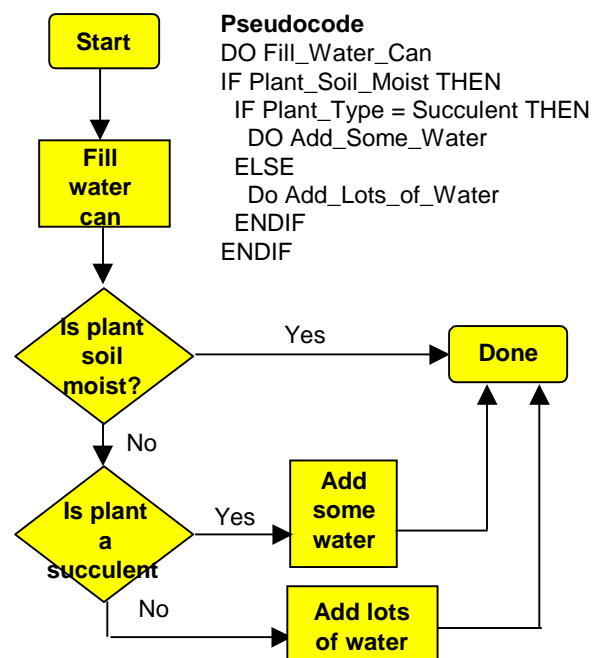 Start
Pseudocode
DO Fill_Water_Can
IF Plant_Soil_Moist THEN
IF Plant_Type = Succulent THEN
DO Add_Some_Water
ELSE
Do Add_Lots_of_Water
ENDIF
ENDIF
Fill
water
can
Is plant
soil
moist?
Yes
Done
No
Is plant
a
succulent
Yes
Add
some
water
No
Add lots
of water